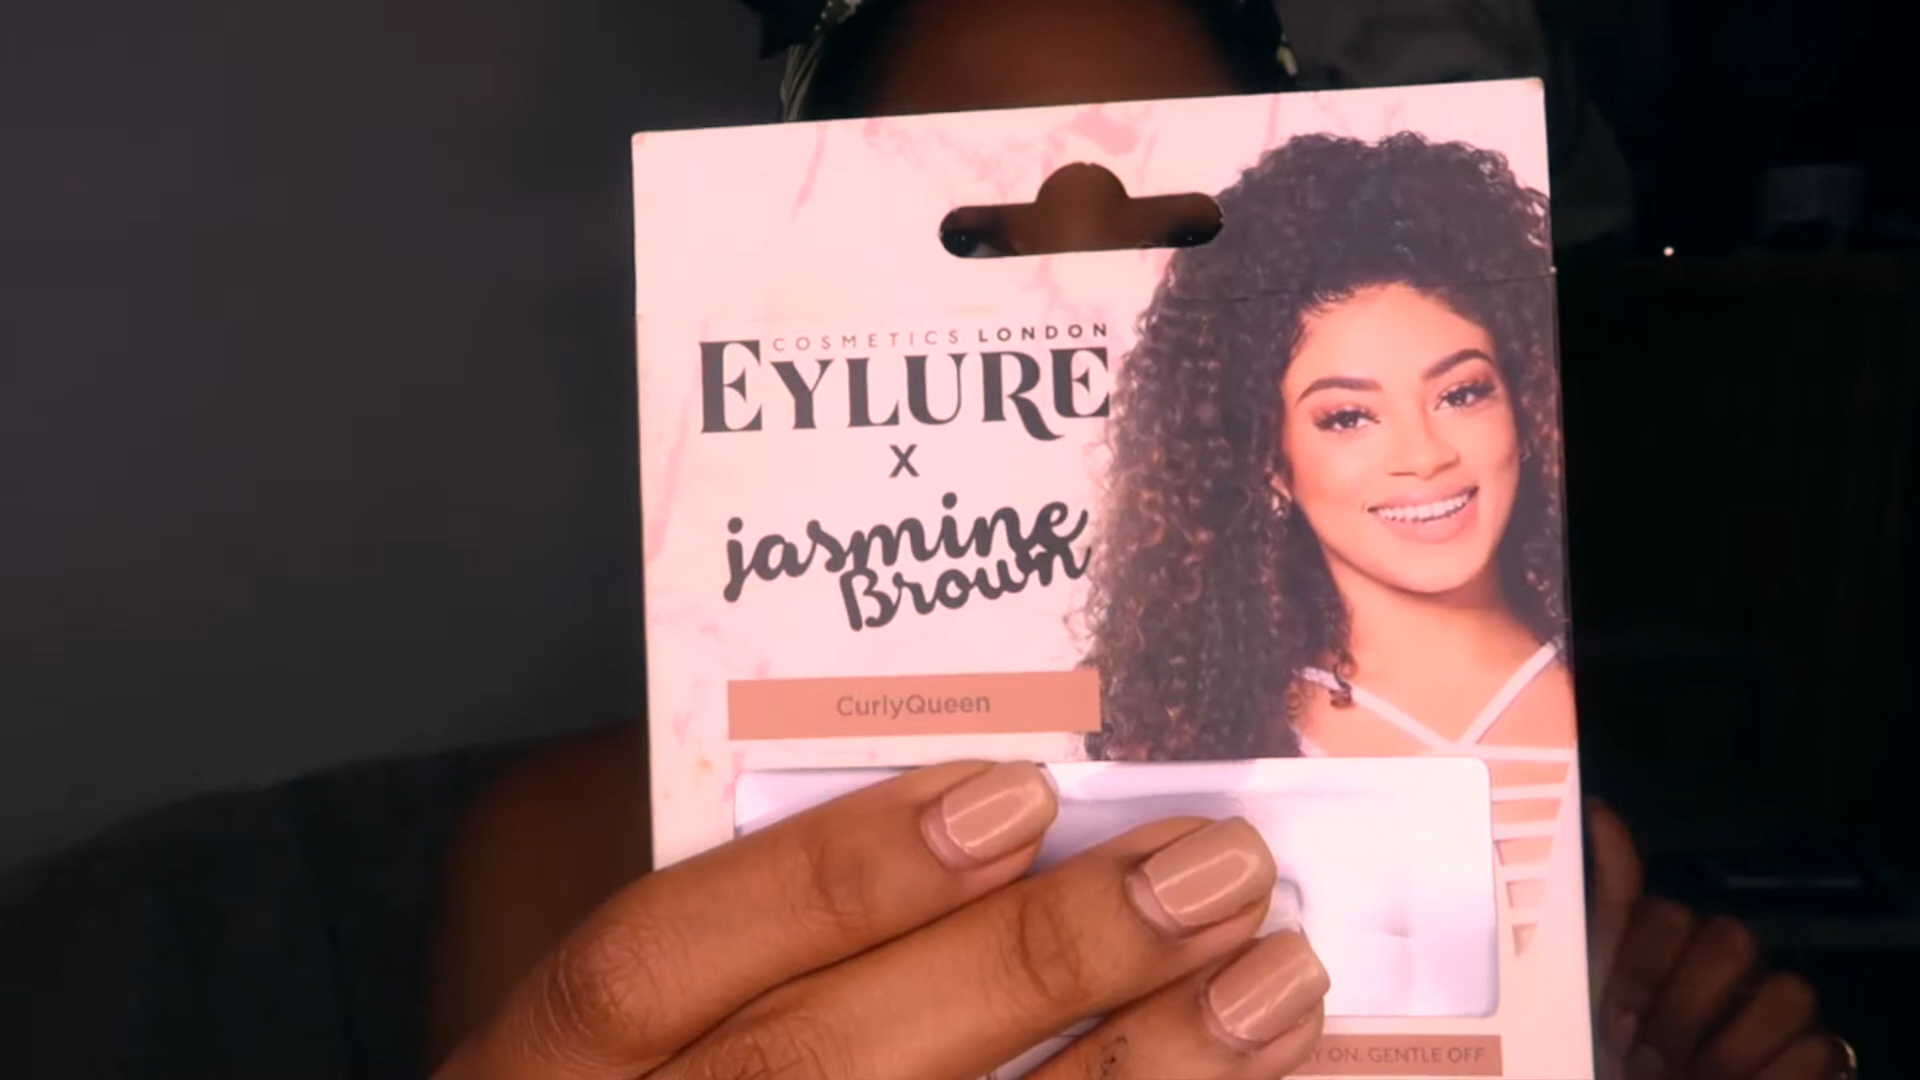 COSMETICS LONDON
EYLURE
X
jasmine
Brown
CurlyQueen
ON. GENTLE OFF